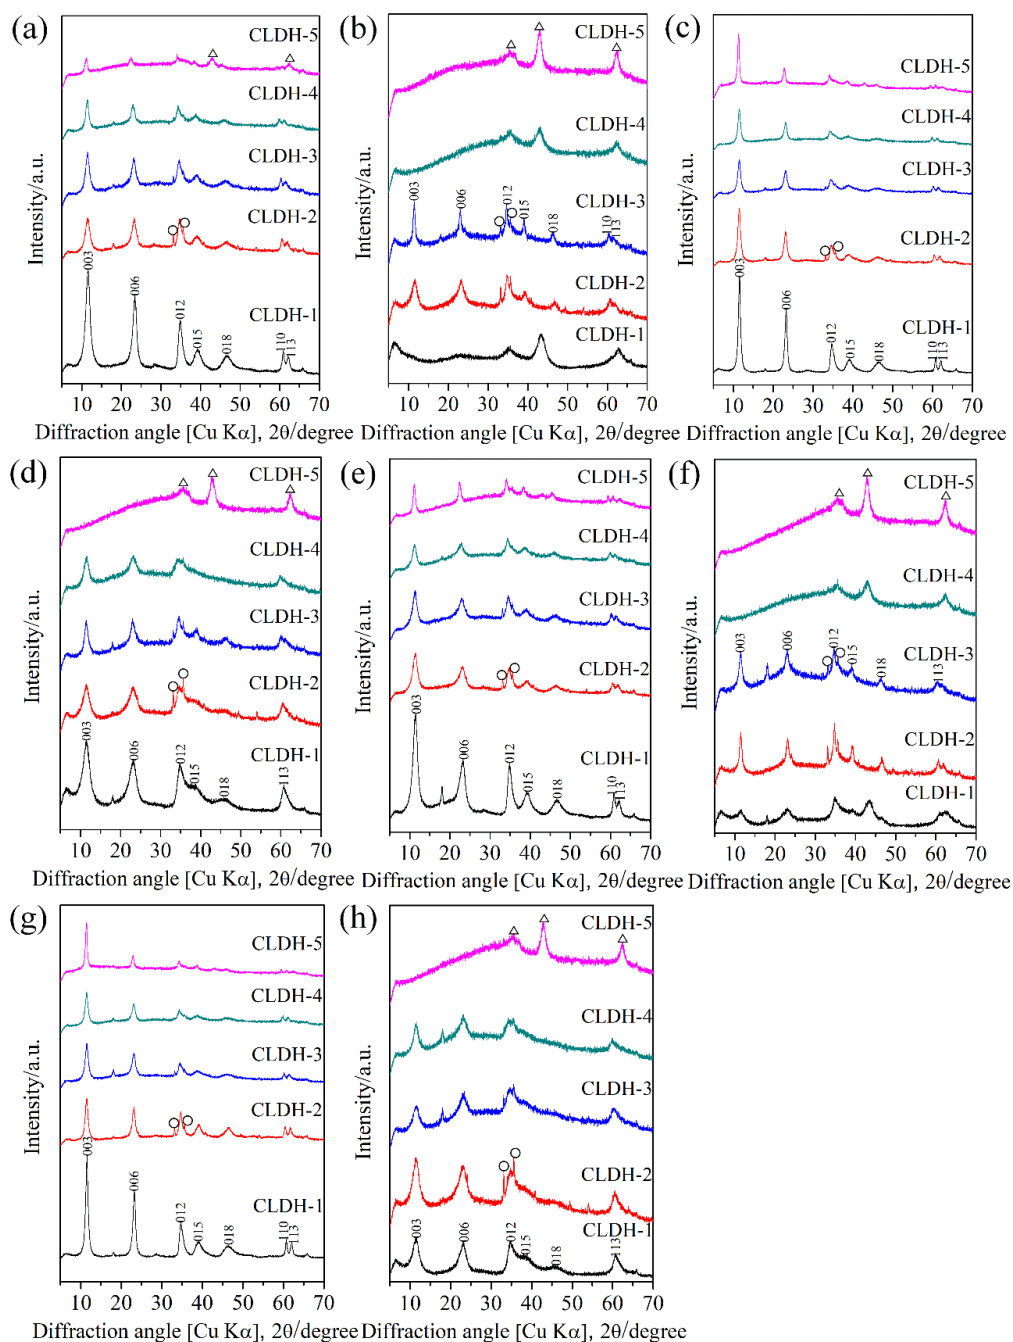 (a)
CLDH-5
CLDH-4
CLDH-3
CLDH-2
CLDH-1
003
006
012
015
018
110
113
Intensity/a.u.
10 20 30 40 50 60 70
Diffraction angle [Cu Kα], 2θ/degree
(b)
CLDH-5
CLDH-4
CLDH-3
003
006
012
015
018
110
113
CLDH-2
CLDH-1
Intensity/a.u.
10 20 30 40 50 60 70
Diffraction angle [Cu Kα], 2θ/degree
(c)
CLDH-5
CLDH-4
CLDH-3
CLDH-2
CLDH-1
003
006
012
015
018
110
113
Intensity/a.u.
10 20 30 40 50 60 70
Diffraction angle [Cu Kα], 2θ/degree
(d)
CLDH-5
CLDH-4
CLDH-3
CLDH-2
CLDH-1
003
006
012
015
018
113
Intensity/a.u.
10 20 30 40 50 60 70
Diffraction angle [Cu Kα], 2θ/degree
(e)
CLDH-5
CLDH-4
CLDH-3
CLDH-2
CLDH-1
003
006
012
015
018
110
113
Intensity/a.u.
10 20 30 40 50 60 70
Diffraction angle [Cu Kα], 2θ/degree
(f)
CLDH-5
CLDH-4
CLDH-3
003
006
012
015
018
113
CLDH-2
CLDH-1
Intensity/a.u.
10 20 30 40 50 60 70
Diffraction angle [Cu Kα], 2θ/degree
(g)
CLDH-5
CLDH-4
CLDH-3
CLDH-2
CLDH-1
003
006
012
015
018
110
113
Intensity/a.u.
10 20 30 40 50 60 70
Diffraction angle [Cu Kα], 2θ/degree
(h)
CLDH-5
CLDH-4
CLDH-3
CLDH-2
CLDH-1
003
006
012
015
018
113
Intensity/a.u.
10 20 30 40 50 60 70
Diffraction angle [Cu Kα], 2θ/degree